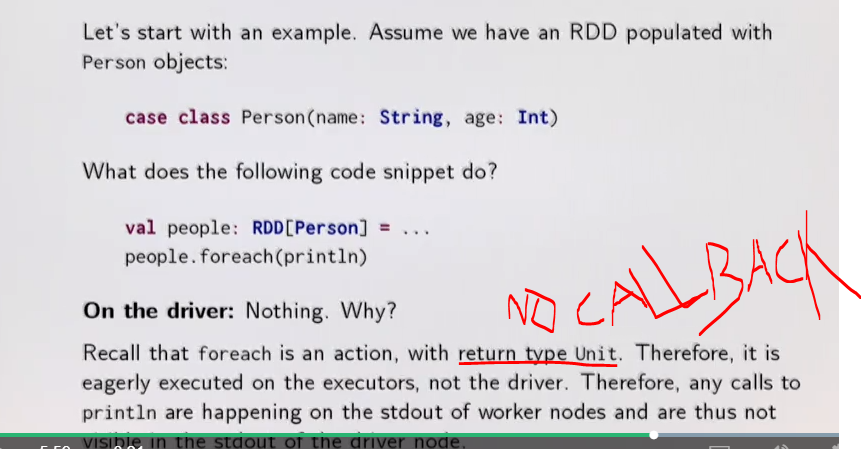 Let's start with an example. Assume we have an RDD populated with
Person objects:
case class Person(name: String, age: Int)
What does the following code snippet do?
val people: RDD[Person] = ...
people.foreach(println)
NO CALLBACK
On the driver: Nothing. Why?
Recall that foreach is an action, with return type Unit. Therefore, it is
eagerly executed on the executors, not the driver. Therefore, any calls to
println are happening on the stdout of worker nodes and are thus not
visible in the stdout of the driver node.